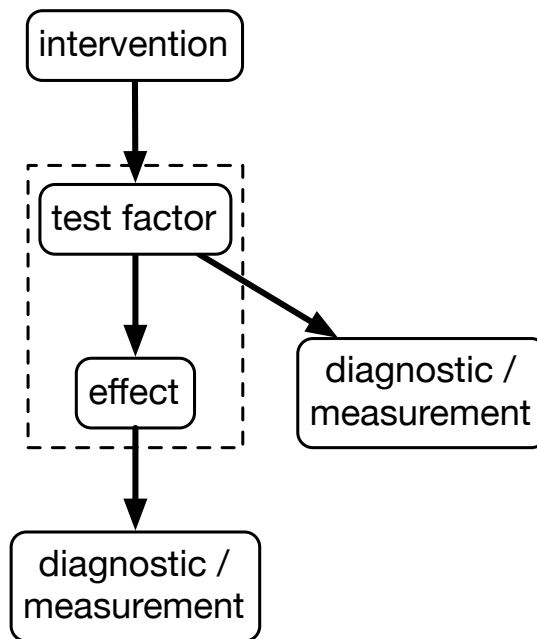 intervention
test factor
effect
diagnostic /
measurement
diagnostic /
measurement